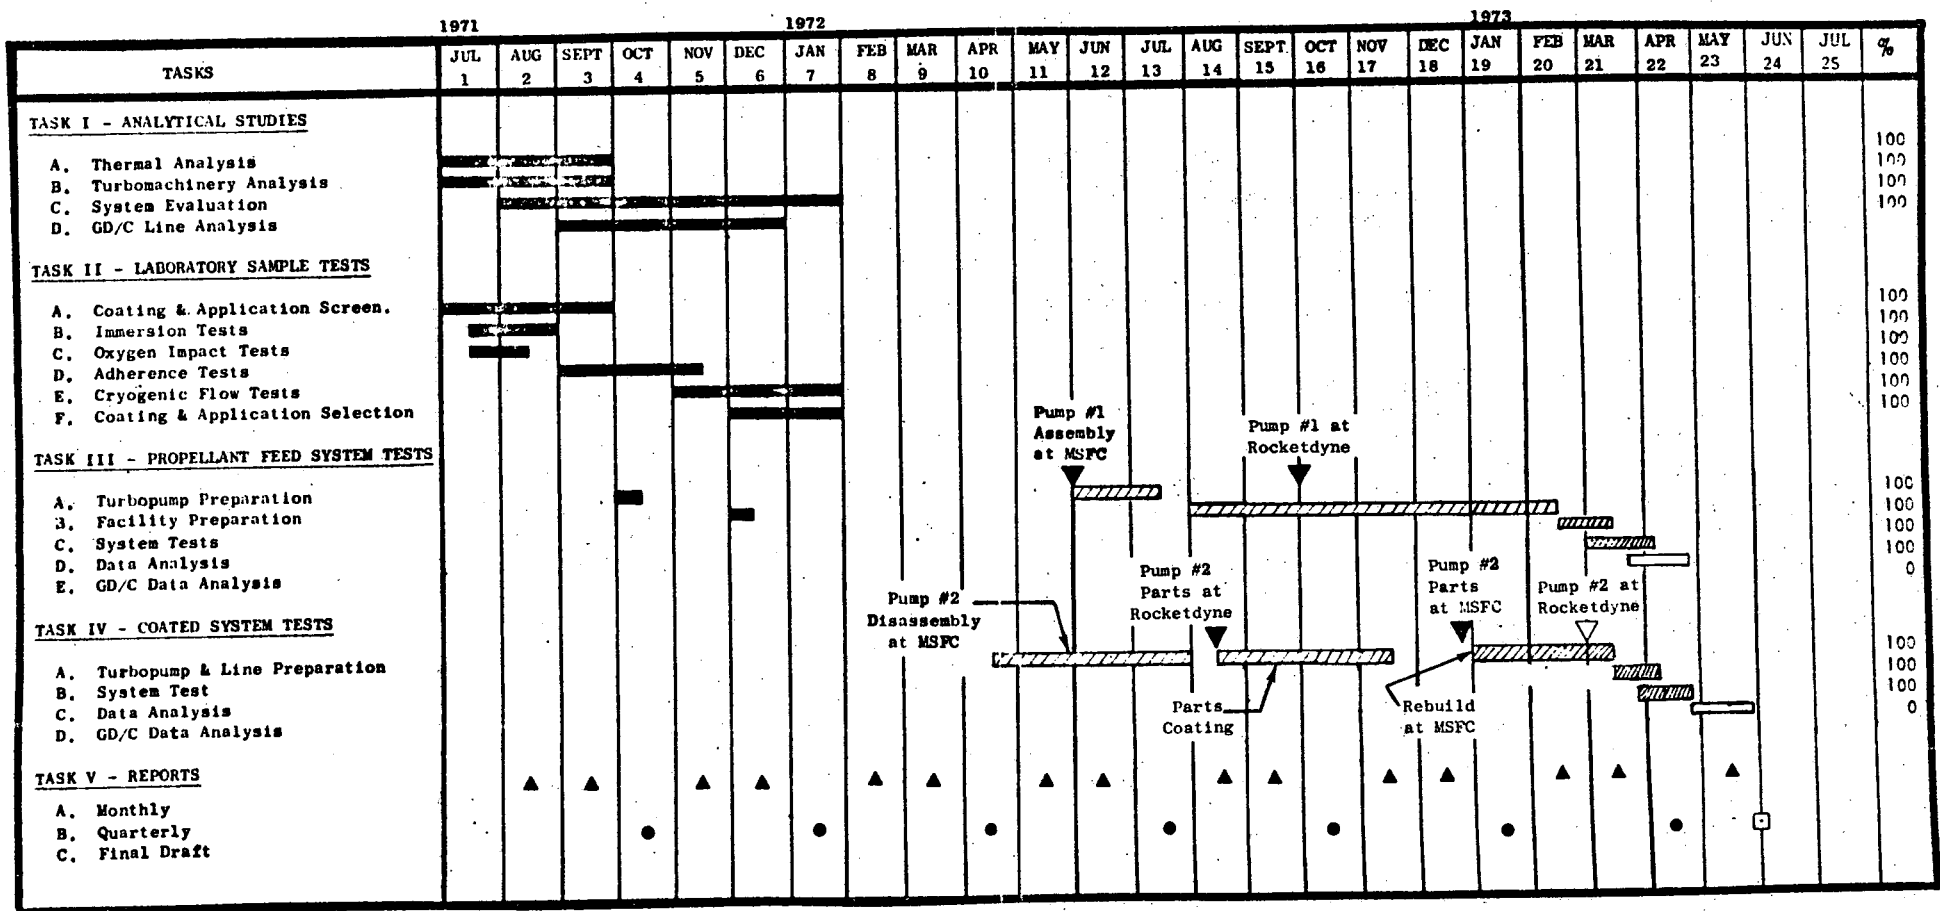 1971 1972 1973
TASKS JUL AUG SEPT OCT NOV DEC JAN FEB MAR APR MAY JUN JUL AUG SEPT OCT NOV DEC JAN FEB MAR APR MAY JUN JUL %
1 2 3 4 5 6 7 8 9 10 11 12 13 14 15 16 17 18 19 20 21 22 23 24 25
TASK I - ANALYTICAL STUDIES
A. Thermal Analysis 100
B. Turbomachinery Analysis 100
C. System Evaluation 100
D. GD/C Line Analysis 100
TASK II - LABORATORY SAMPLE TESTS
A. Coating & Application Screen. 100
B. Immersion Tests 100
C. Oxygen Impact Tests 100
D. Adherence Tests 100
E. Cryogenic Flow Tests 100
F. Coating & Application Selection 100
Pump #1
Assembly
at MSFC
Pump #1 at
Rocketdyne
TASK III - PROPELLANT FEED SYSTEM TESTS
A. Turbopump Preparation 100
B. Facility Preparation 100
C. System Tests 100
D. Data Analysis 100
E. GD/C Data Analysis 0
Pump #2
Disassembly
at MSFC
Pump #2
Parts at
Rocketdyne
Pump #2
Parts
at MSFC
Pump #2 at
Rocketdyne
TASK IV - COATED SYSTEM TESTS
A. Turbopump & Line Preparation 100
B. System Test 100
C. Data Analysis 100
D. GD/C Data Analysis 0
Parts
Coating
Rebuild
at MSFC
TASK V - REPORTS
A. Monthly
B. Quarterly
C. Final Draft